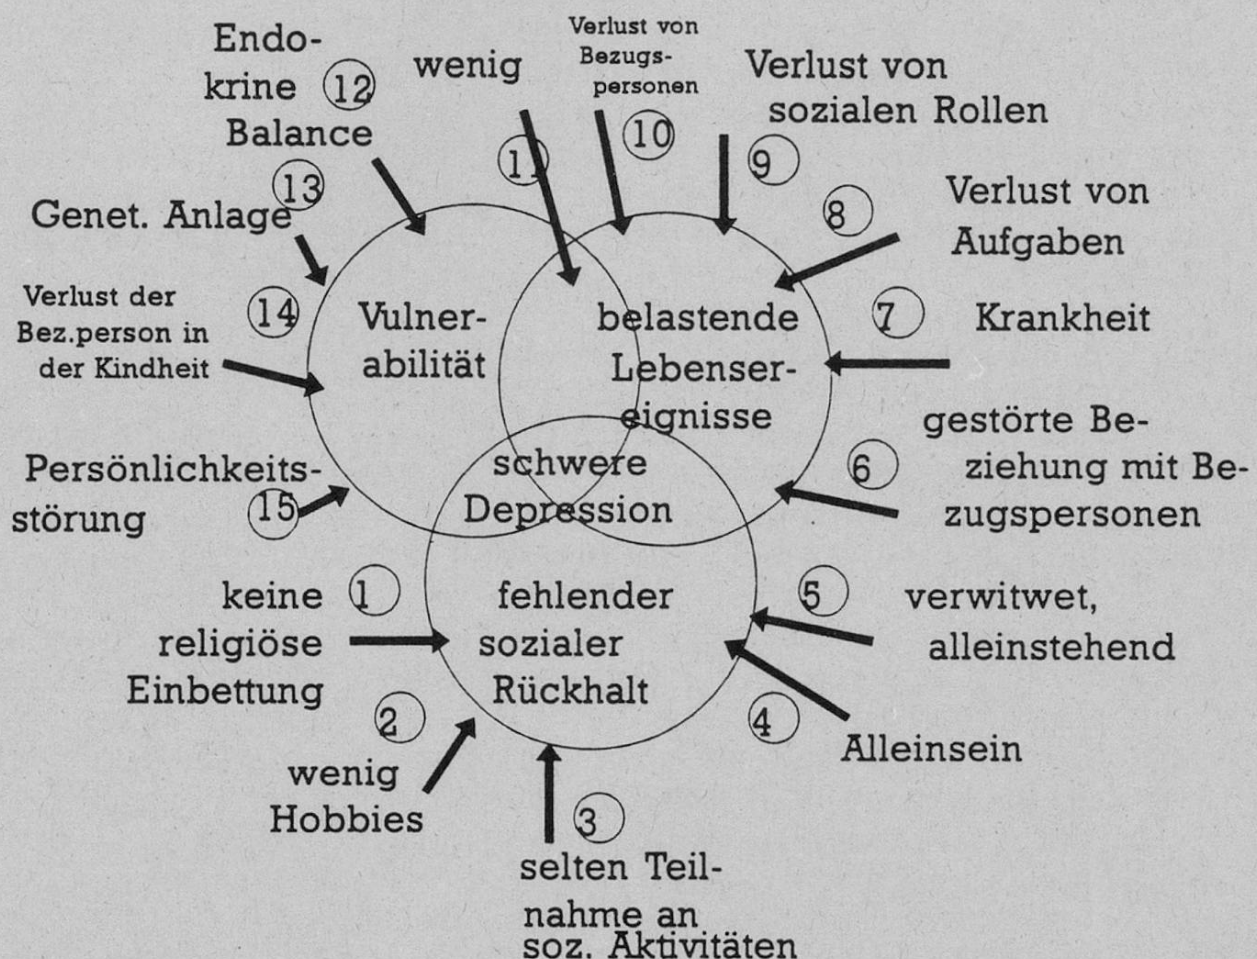 Endo-
krine 12
Balance
wenig
11
Verlust von
Bezugs-
personen
10
Verlust von
sozialen Rollen
9
Verlust von
Aufgaben
8
Krankheit
7
gestörte Be-
ziehung mit Be-
zugspersonen
6
13
Genet. Anlage
Verlust der
Bez.person in
der Kindheit
14
Persönlichkeits-
störung
15
Vulner-
abilität
belastende
Lebenser-
eignisse
schwere
Depression
fehlender
sozialer
Rückhalt
keine 1
religiöse
Einbettung
2
wenig
Hobbies
3
selten Teil-
nahme an
soz. Aktivitäten
4
Alleinsein
5
verwitwet,
alleinstehend